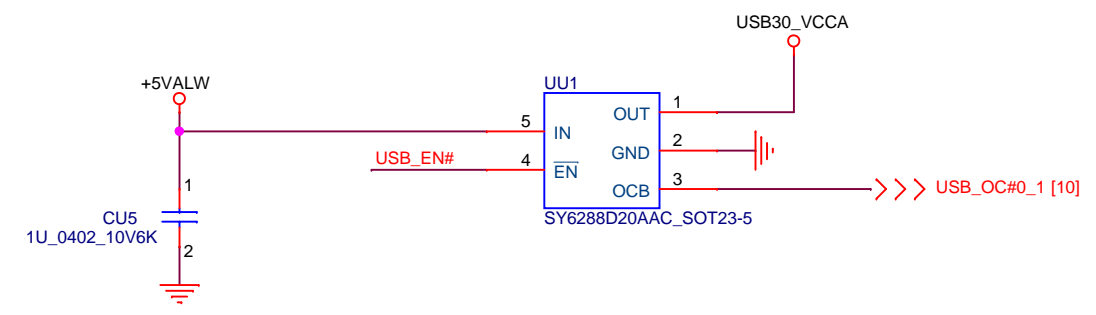 USB30_VCCA
+5VALW
UU1
5
IN
OUT
1
USB_EN#
4
EN
GND
2
OCB
3
USB_OC#0_1 [10]
SY6288D20AAC_SOT23-5
1
CU5
1U_0402_10V6K
2